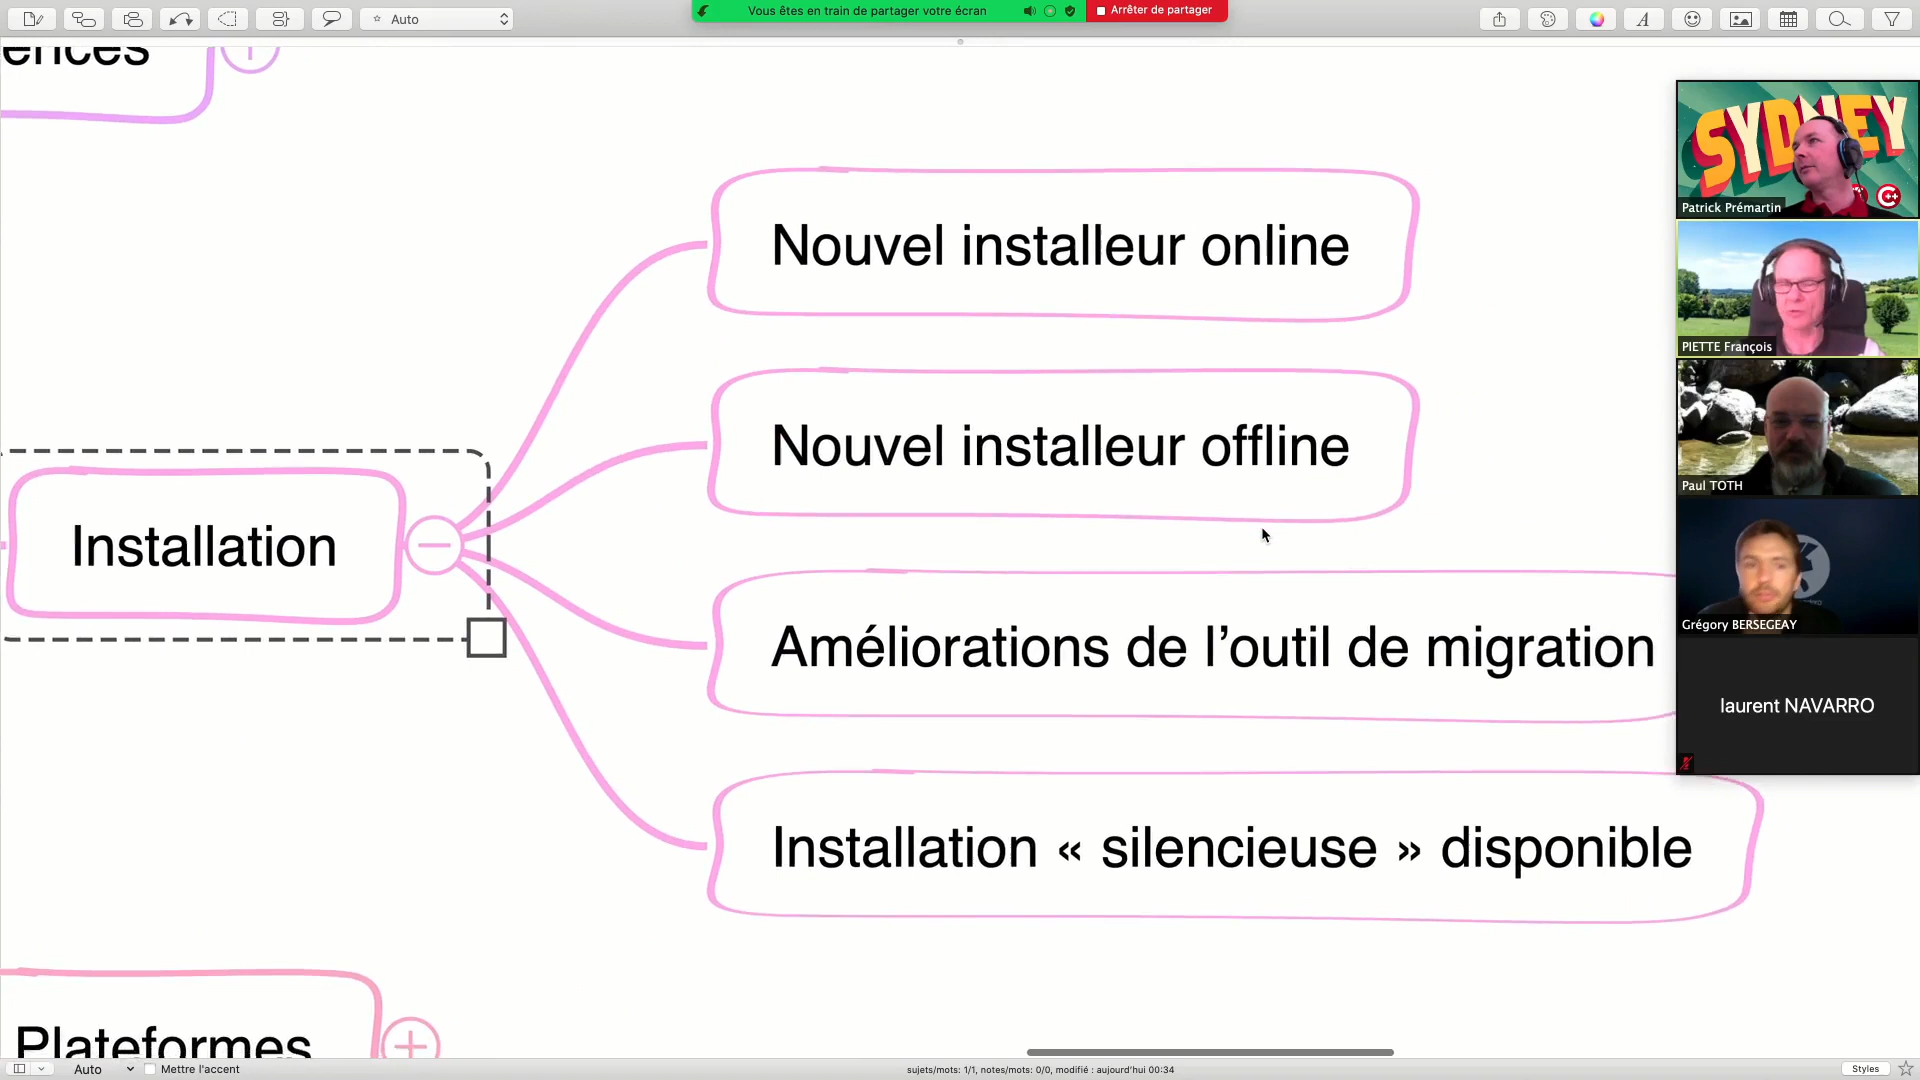 Auto
Vous êtes en train de partager votre écran
Arrêter de partager
ences
Nouvel installeur online
Nouvel installeur offline
Installation
Améliorations de l’outil de migration
Installation « silencieuse » disponible
Plateformes
SYDNEY
Patrick Prémartin
PIETTE François
Paul TOTH
Grégory BERSEGEAY
laurent NAVARRO
Auto
Mettre l'accent
sujets/mots: 1/1, notes/mots: 0/0, modifié : aujourd'hui 00:34
Styles